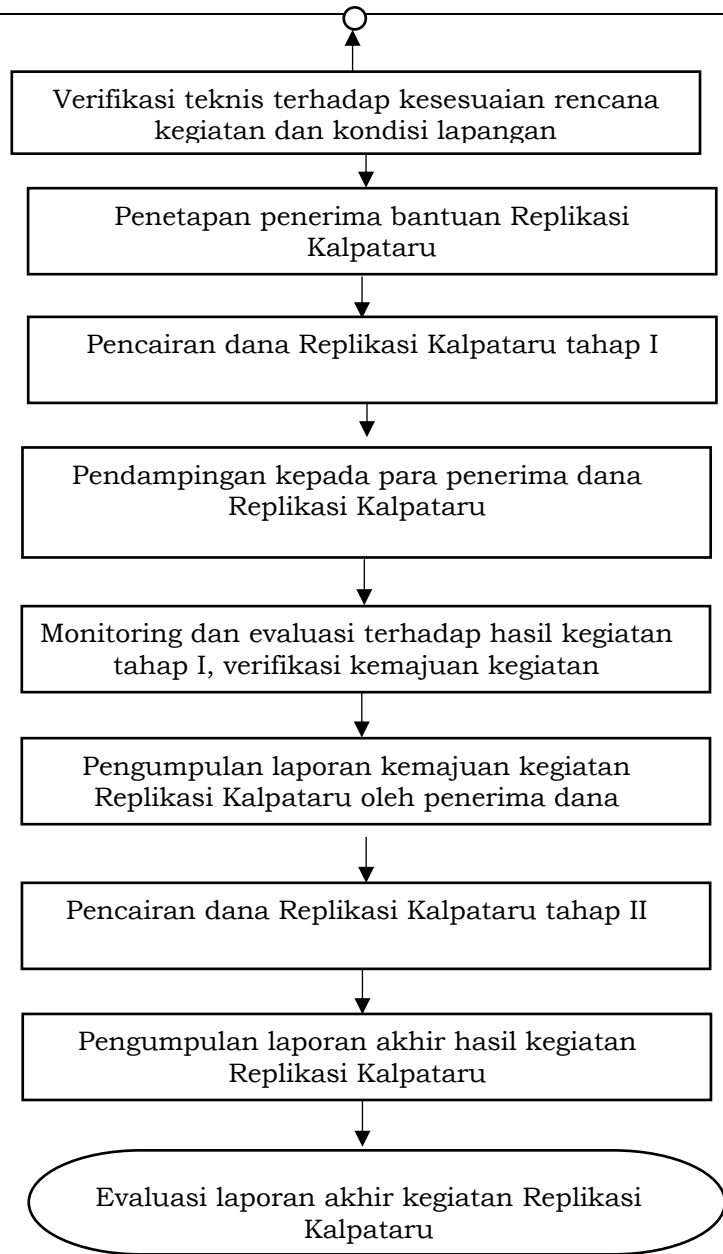 Verifikasi teknis terhadap kesesuaian rencana
kegiatan dan kondisi lapangan
Penetapan penerima bantuan Replikasi
Kalpataru
Pencairan dana Replikasi Kalpataru tahap I
Pendampingan kepada para penerima dana
Replikasi Kalpataru
Monitoring dan evaluasi terhadap hasil kegiatan
tahap I, verifikasi kemajuan kegiatan
Pengumpulan laporan kemajuan kegiatan
Replikasi Kalpataru oleh penerima dana
Pencairan dana Replikasi Kalpataru tahap II
Pengumpulan laporan akhir hasil kegiatan
Replikasi Kalpataru
Evaluasi laporan akhir kegiatan Replikasi
Kalpataru